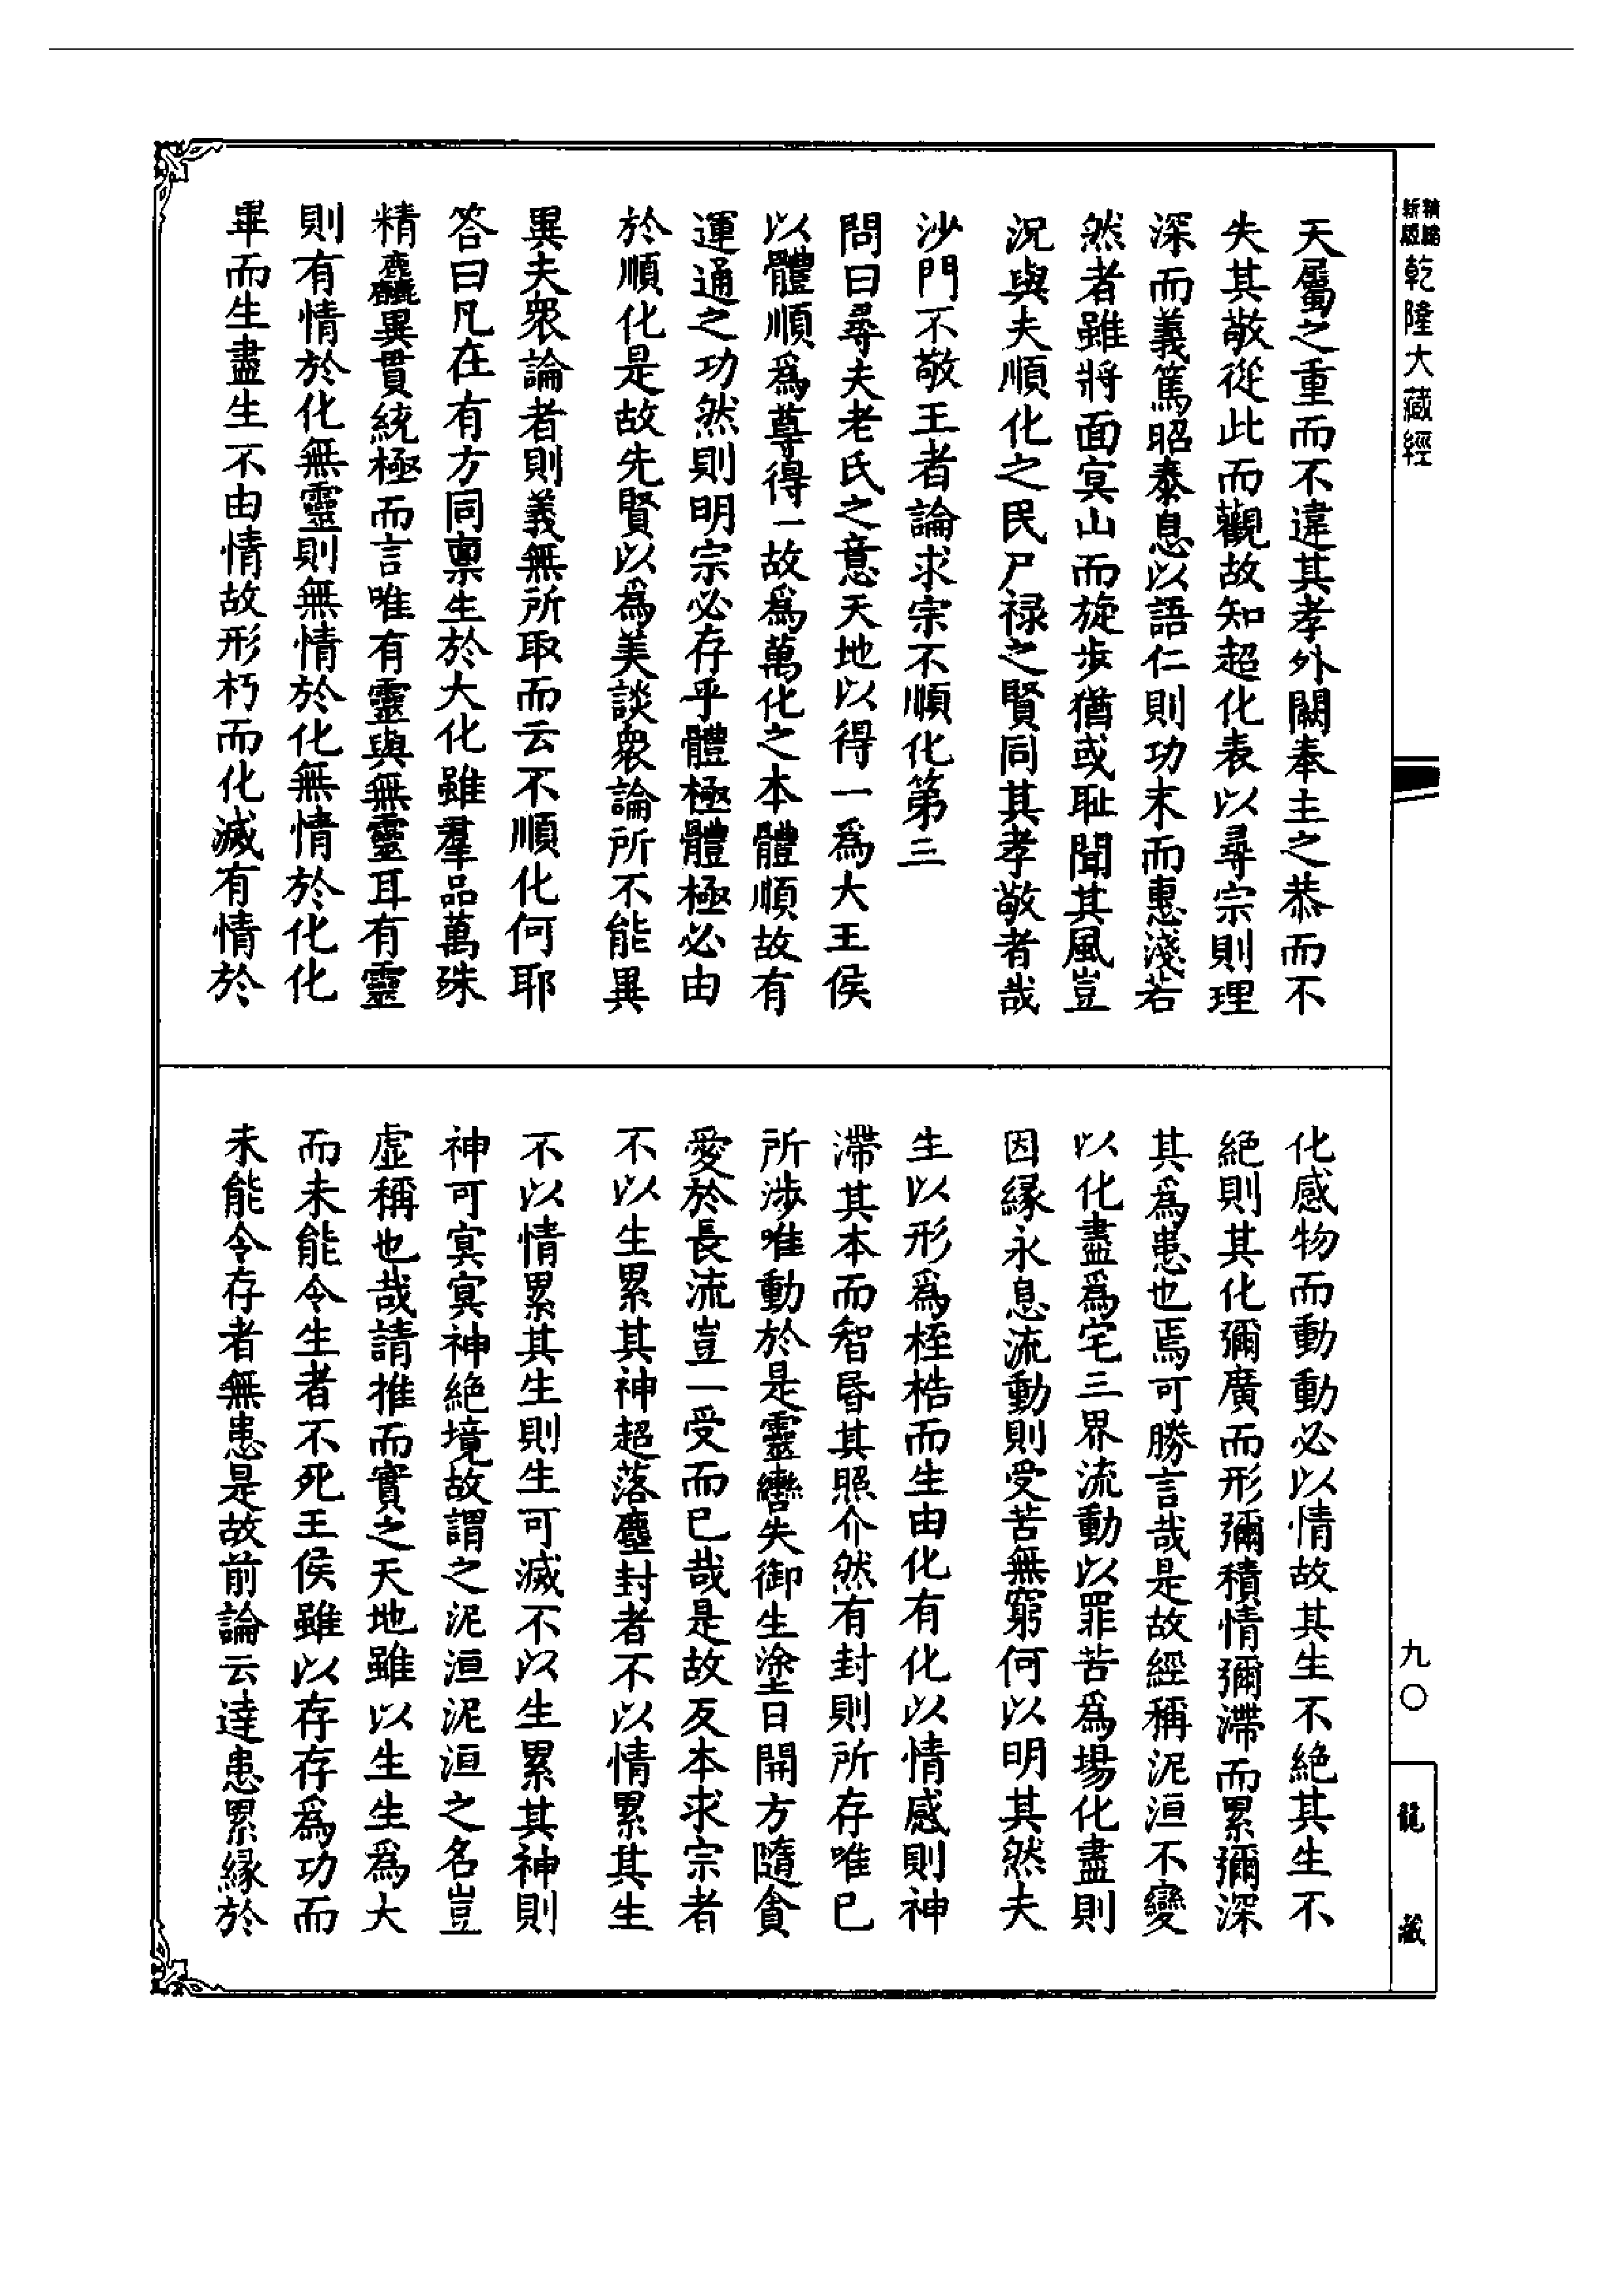 新版
精縮
乾隆大藏經
天屬之重而不違其孝外闕奉主之恭而不
失其敬從此而觀故知超化表以尋宗則理
深而義篤昭泰息以語仁則功末而惠淺若
然者雖將面冥山而旋歩猶或耻聞其風豈
況與夫順化之民尸祿之賢同其孝敬者哉
沙門不敬王者論求宗不順化第三
問曰尋夫老氏之意天地以得一爲大王侯
以體順爲尊得一故爲萬化之本體順故有
運通之功然則明宗必存乎體極體極必由
於順化是故先賢以爲美談衆論所不能異
異夫衆論者則義無所取而云不順化何耶
答曰凡在有方同稟生於大化雖羣品萬殊
精麤異貫統極而言唯有靈與無靈耳有靈
則有情於化無靈則無情於化無情於化化
畢而生盡生不由情故形朽而化滅有情於
化感物而動動必以情故其生不絕其生不
絕則其化彌廣而形彌積情彌滯而累彌深
其爲患也焉可勝言哉是故經稱泥洹不變
以化盡爲宅三界流動以罪苦爲場化盡則
因緣永息流動則受苦無窮何以明其然夫
生以形爲桎梏而生由化有化以情感則神
滯其本而智昏其照介然有封則所存唯已
所涉唯動於是靈轡失御生塗日開方隨貪
愛於長流豈一受而已哉是故反本求宗者
不以生累其神超落塵封者不以情累其生
不以情累其生則生可滅不以生累其神則
神可冥冥神絕境故謂之泥洹泥洹之名豈
虛稱也哉請推而實之天地雖以生生爲大
而未能令生者不死王侯雖以存存爲功而
未能令存者無患是故前論云達患累緣於
九〇
龍藏